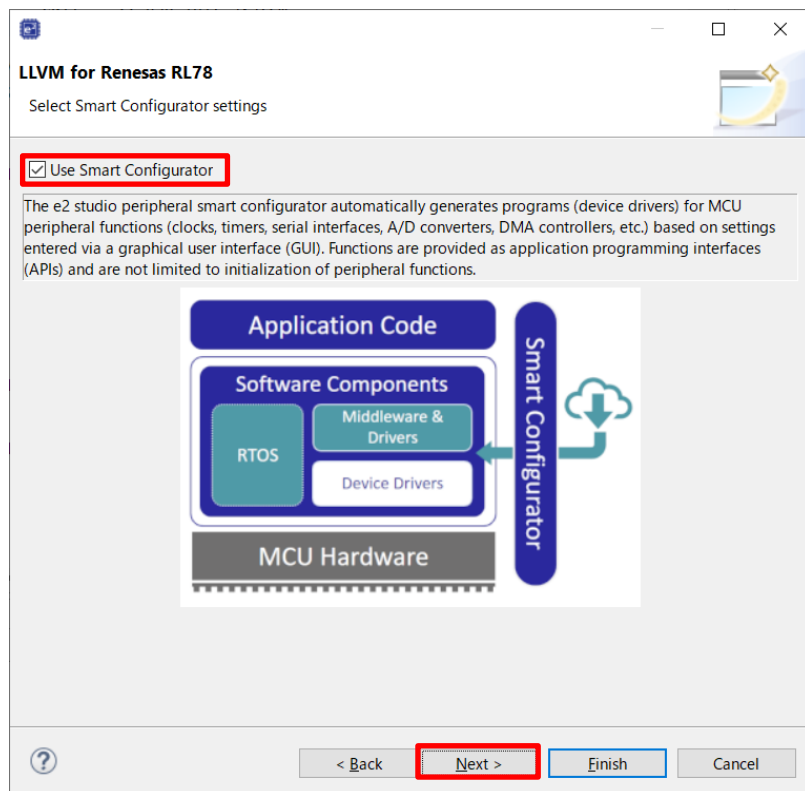 LLVM for Renesas RL78
Select Smart Configurator settings
Use Smart Configurator
The e2 studio peripheral smart configurator automatically generates programs (device drivers) for MCU
peripheral functions (clocks, timers, serial interfaces, A/D converters, DMA controllers, etc.) based on settings
entered via a graphical user interface (GUI). Functions are provided as application programming interfaces
(APIs) and are not limited to initialization of peripheral functions.
Application Code
Software Components
RTOS
Middleware &
Drivers
Device Drivers
MCU Hardware
Smart Configurator
?
< Back
Next >
Finish
Cancel